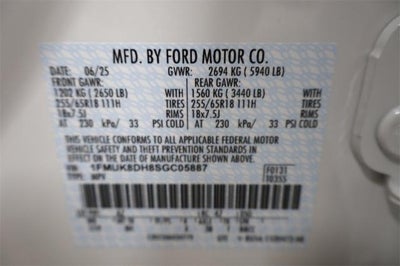 MFD. BY FORD MOTOR CO.
DATE: 06/25 GVWR: 2694 KG ( 5940 LB)
FRONT GAWR: REAR GAWR:
1202 KG ( 2650 LB) WITH 1560 KG ( 3440 LB) WITH
255/65R18 111H TIRES 255/65R18 111H TIRES
18x7.5J RIMS 18x7.5J RIMS
AT 230 kPa/ 33 PSI COLD AT 230 kPa/ 33 PSI COLD
THIS VEHICLE CONFORMS TO ALL APPLICABLE FEDERAL MOTOR
VEHICLE SAFETY AND THEFT PREVENTION STANDARDS IN EFFECT ON THE
DATE OF MANUFACTURE SHOWN ABOVE.
VIN: 1FMUK8DH8SGC05887
TYPE: MPV
F0131
T0355